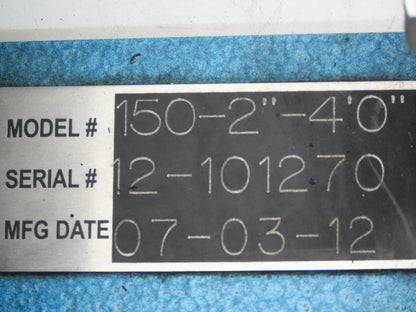 MODEL # 150-2"-4'0"
SERIAL # 12-101270
MFG DATE 07-03-12